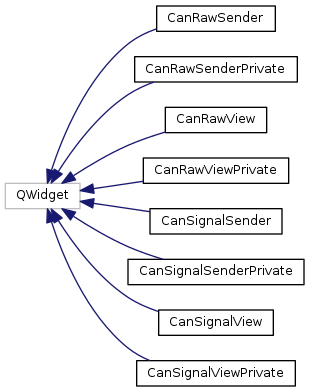 CanRawSender
CanRawSenderPrivate
CanRawView
CanRawViewPrivate
QWidget
CanSignalSender
CanSignalSenderPrivate
CanSignalView
CanSignalViewPrivate